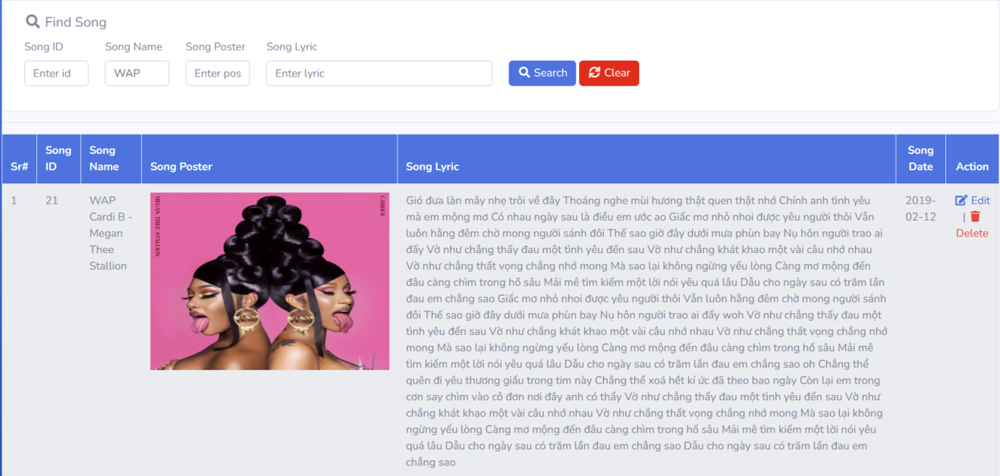 Find Song
Song ID
Song Name
Song Poster
Song Lyric
Enter id
WAP
Enter pos
Enter lyric
Search
Clear
Sr#
Song ID
Song Name
Song Poster
Song Lyric
Song Date
Action
1
21
WAP
Cardi B -
Megan
Thee
Stallion
MEGAN THEE STALLION
CARDI B
Gió đưa làn mây nhẹ trôi về đây Thoáng nghe mùi hương thật quen thật nhớ Chính anh tình yêu
mà em mộng mơ Có nhau ngày sau là điều em ước ao Giấc mơ nhỏ nhoi được yêu người thôi Vẫn
luôn hằng đêm chờ mong người sánh đôi Thế sao giờ đây dưới mưa phùn bay Nụ hôn người trao ai
đấy Vờ như chẳng thấy đau một tình yêu đến sau Vờ như chẳng khát khao một vài câu nhớ nhau
Vờ như chẳng thất vọng chẳng nhớ mong Mà sao lại không ngừng yếu lòng Càng mơ mộng đến
đâu càng chìm trong hố sâu Mải mê tìm kiếm một lời nói yêu quá lâu Dẫu cho ngày sau có trăm lần
đau em chẳng sao Giấc mơ nhỏ nhoi được yêu người thôi Vẫn luôn hằng đêm chờ mong người sánh
đôi Thế sao giờ đây dưới mưa phùn bay Nụ hôn người trao ai đấy woh Vờ như chẳng thấy đau một
tình yêu đến sau Vờ như chẳng khát khao một vài câu nhớ nhau Vờ như chẳng thất vọng chẳng nhớ
mong Mà sao lại không ngừng yếu lòng Càng mơ mộng đến đâu càng chìm trong hố sâu Mải mê
tìm kiếm một lời nói yêu quá lâu Dẫu cho ngày sau có trăm lần đau em chẳng sao oh Chẳng thể
quên đi yêu thương giấu trong tim này Chẳng thể xoá hết kí ức đã theo bao ngày Còn lại em trong
cơn say chìm vào cô đơn nơi đây anh có thấy Vờ như chẳng thấy đau một tình yêu đến sau Vờ như
chẳng khát khao một vài câu nhớ nhau Vờ như chẳng thất vọng chẳng nhớ mong Mà sao lại không
ngừng yếu lòng Càng mơ mộng đến đâu càng chìm trong hố sâu Mải mê tìm kiếm một lời nói yêu
quá lâu Dẫu cho ngày sau có trăm lần đau em chẳng sao Dẫu cho ngày sau có trăm lần đau em
chẳng sao
2019-
02-12
Edit
|
Delete